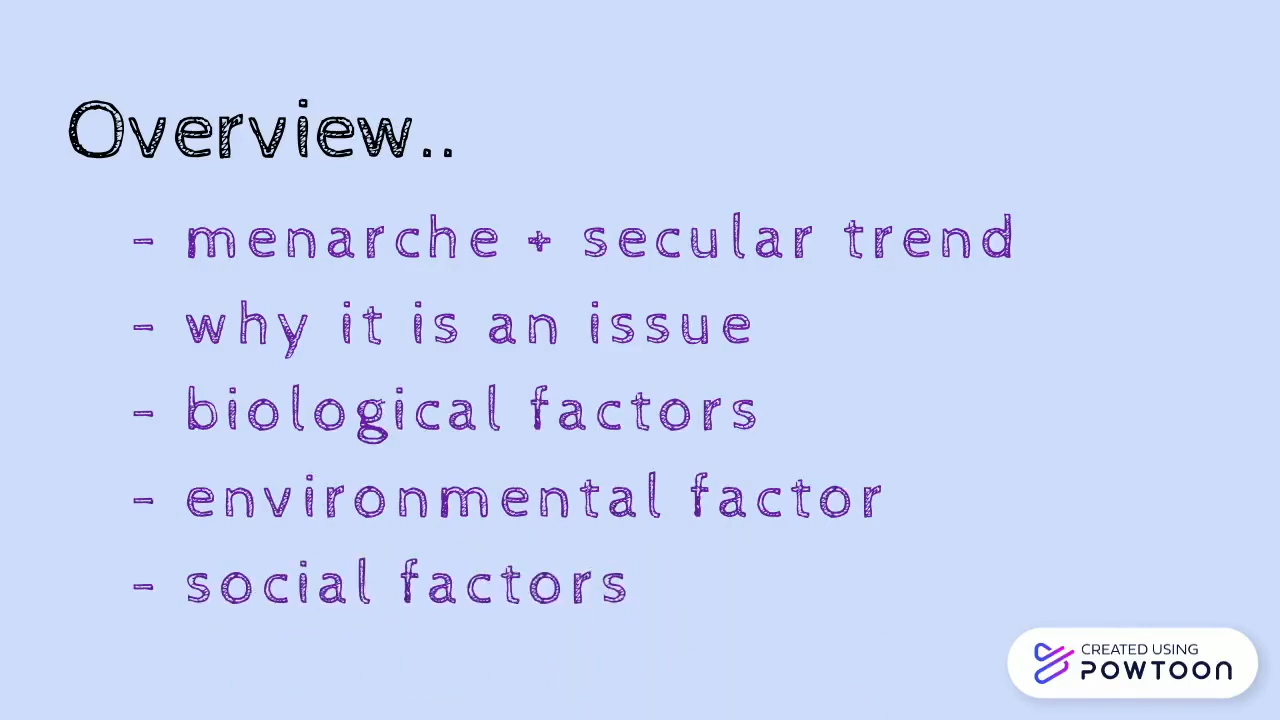 Overview..
- menarche + secular trend
- why it is an issue
- biological factors
- environmental factor
- social factors
CREATED USING
POWTOON